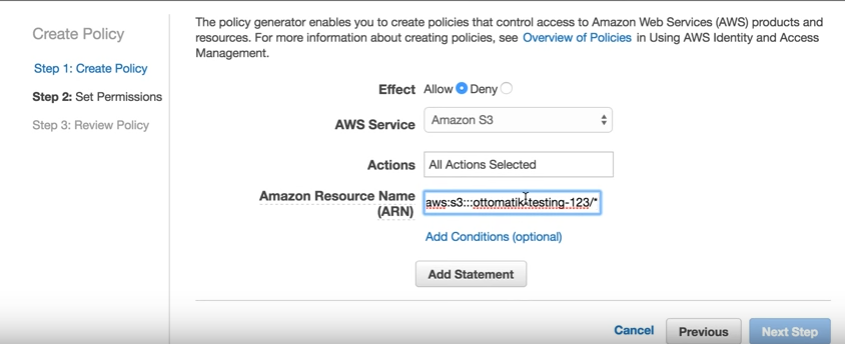 The policy generator enables you to create policies that control access to Amazon Web Services (AWS) products and
resources. For more information about creating policies, see Overview of Policies in Using AWS Identity and Access
Management.
Create Policy
Step 1: Create Policy
Step 2: Set Permissions
Step 3: Review Policy
Effect Allow Deny
AWS Service Amazon S3
Actions All Actions Selected
Amazon Resource Name
(ARN)
aws:s3:::ottomatik-testing-123/*
Add Conditions (optional)
Add Statement
Cancel Previous Next Step